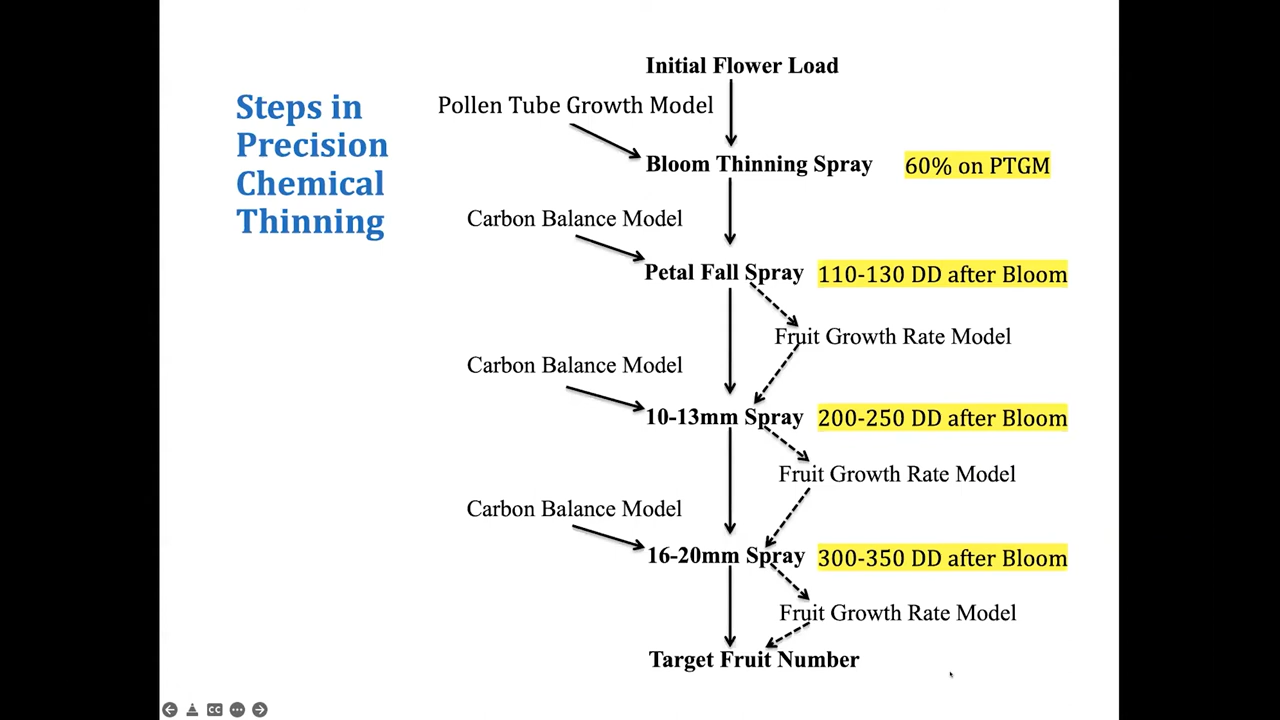 Steps in
Precision
Chemical
Thinning
Initial Flower Load
Pollen Tube Growth Model
Bloom Thinning Spray
60% on PTGM
Carbon Balance Model
Petal Fall Spray
110-130 DD after Bloom
Fruit Growth Rate Model
Carbon Balance Model
10-13mm Spray
200-250 DD after Bloom
Fruit Growth Rate Model
Carbon Balance Model
16-20mm Spray
300-350 DD after Bloom
Fruit Growth Rate Model
Target Fruit Number
CC